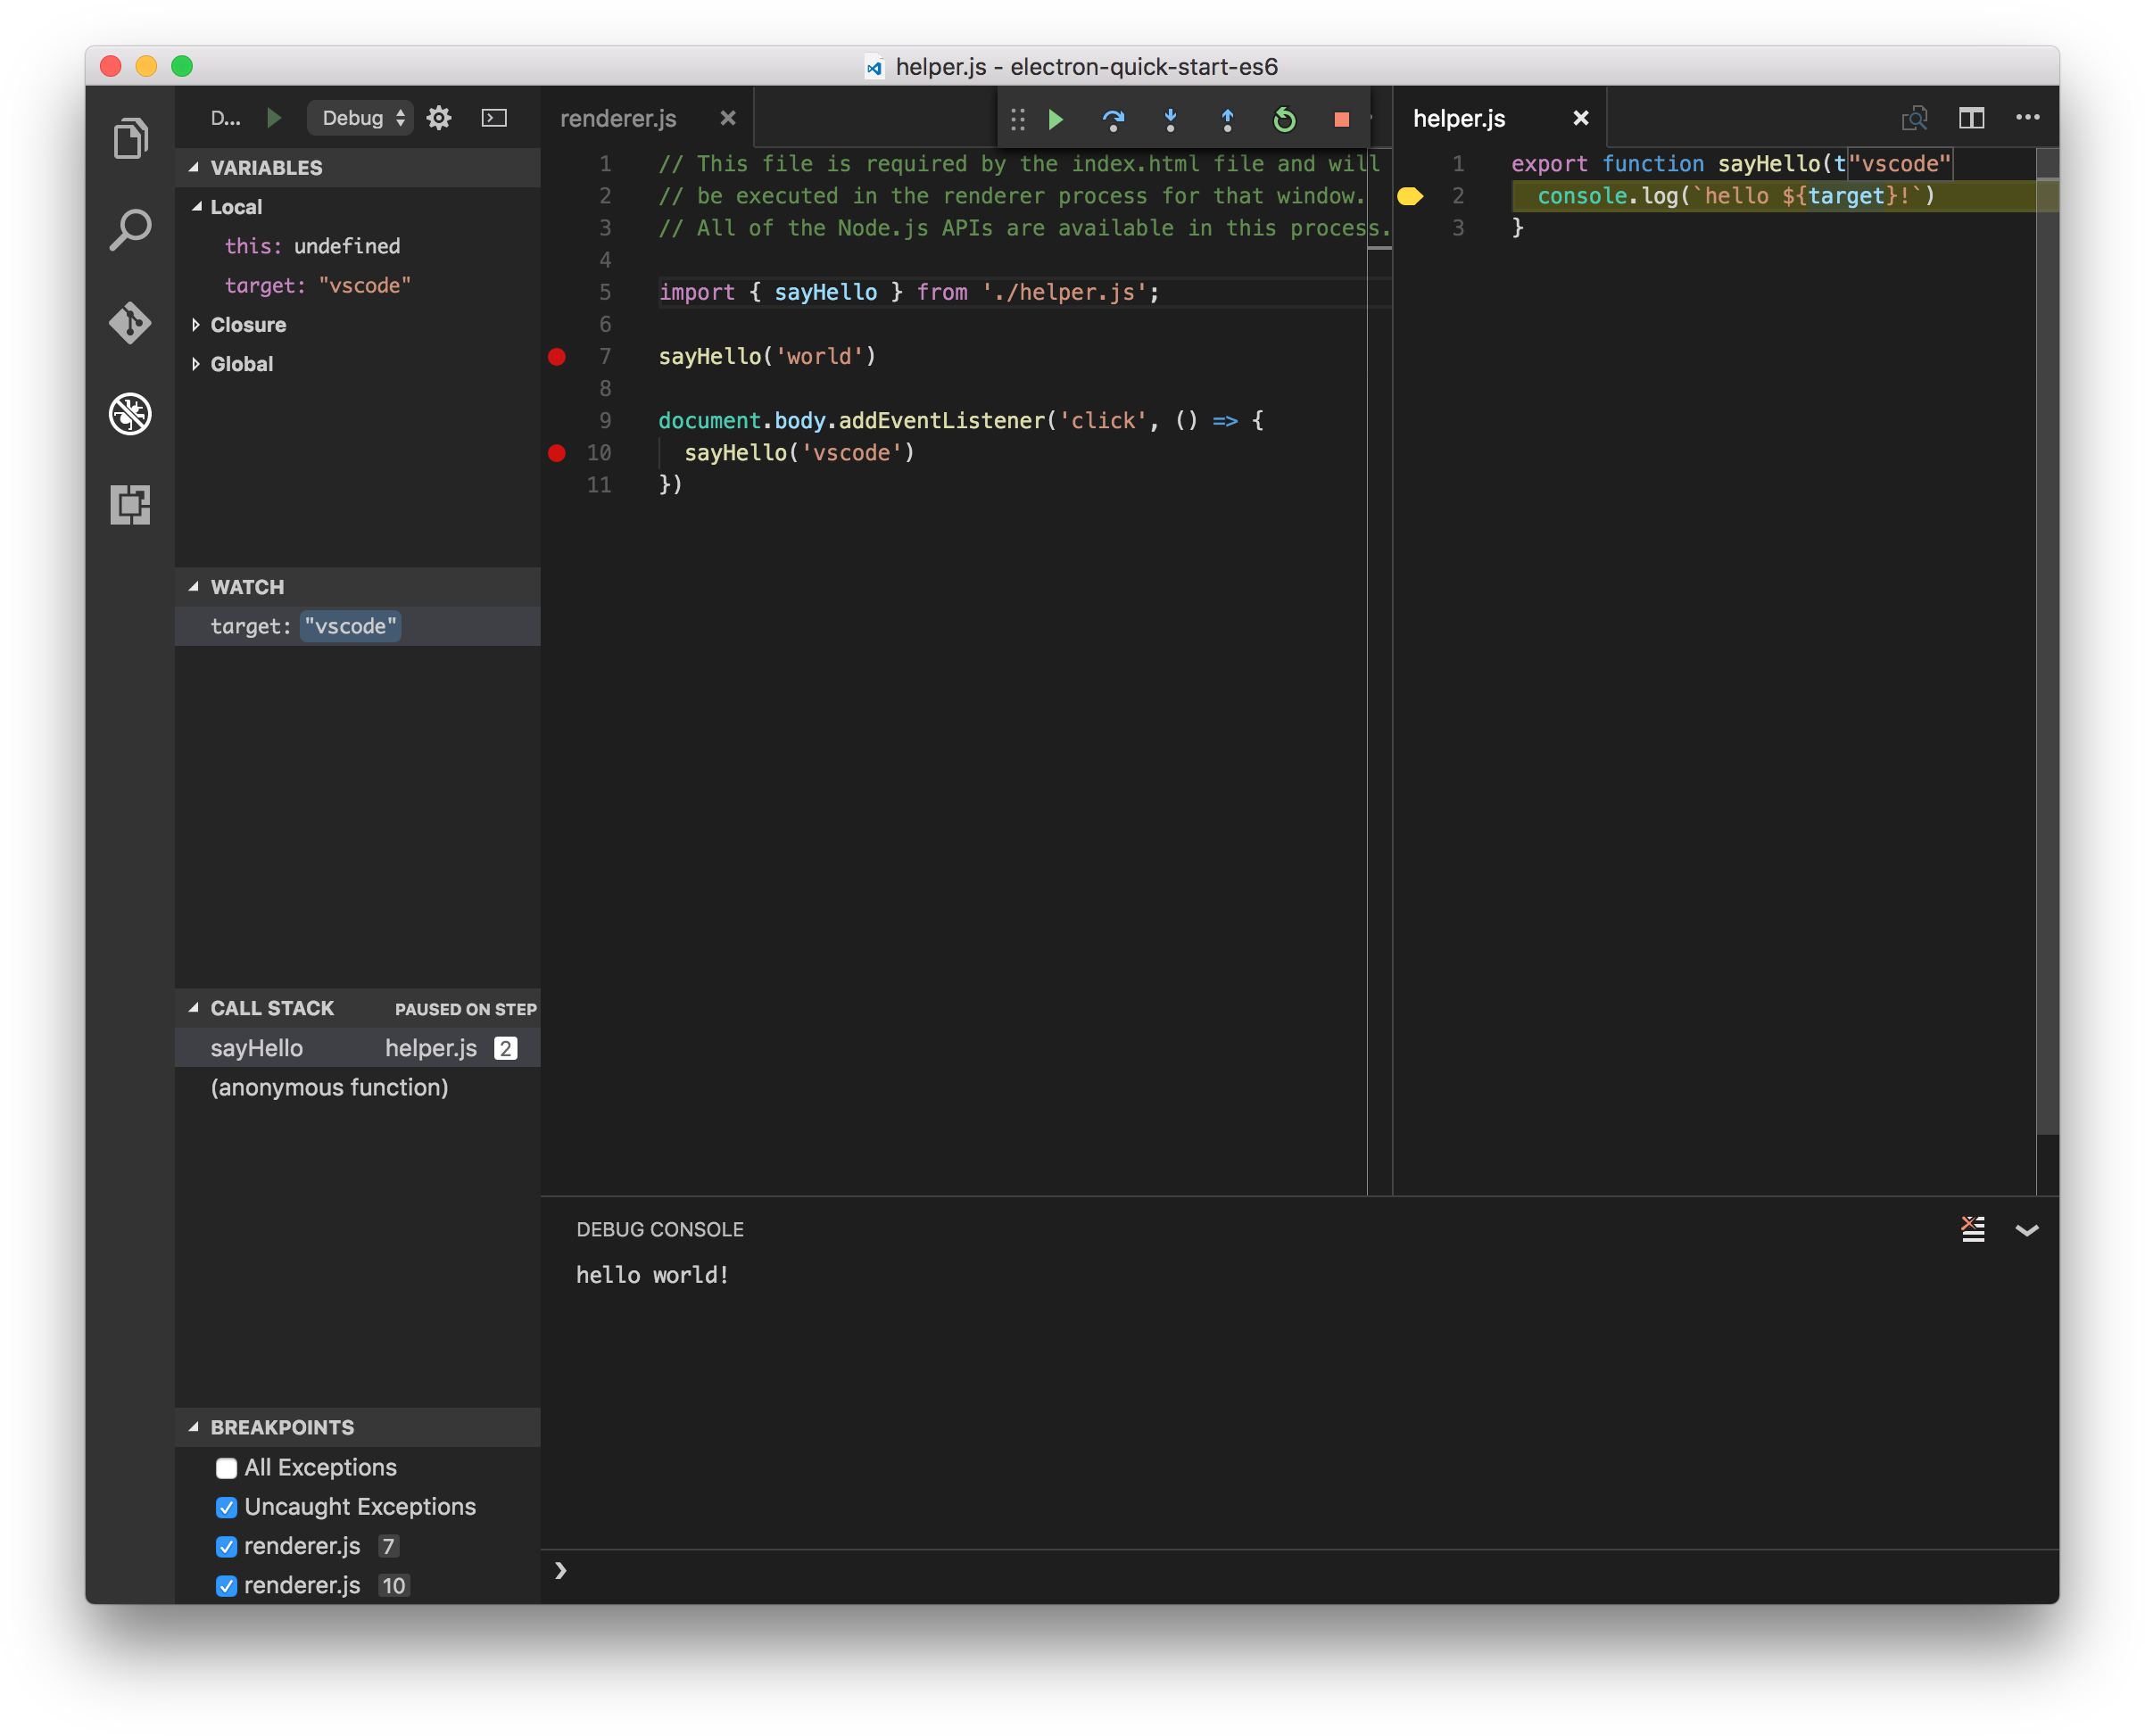 helper.js - electron-quick-start-es6
D... Debug
VARIABLES
Local
this: undefined
target: "vscode"
Closure
Global
WATCH
target: "vscode"
CALL STACK PAUSED ON STEP
sayHello helper.js 2
(anonymous function)
BREAKPOINTS
All Exceptions
Uncaught Exceptions
renderer.js 7
renderer.js 10
renderer.js
1 // This file is required by the index.html file and will
2 // be executed in the renderer process for that window.
3 // All of the Node.js APIs are available in this process.
4
5 import { sayHello } from './helper.js';
6
7 sayHello('world')
8
9 document.body.addEventListener('click', () => {
10 sayHello('vscode')
11 })
helper.js
1 export function sayHello(t"vscode"
2 console.log(`hello ${target}!`)
3 }
DEBUG CONSOLE
hello world!